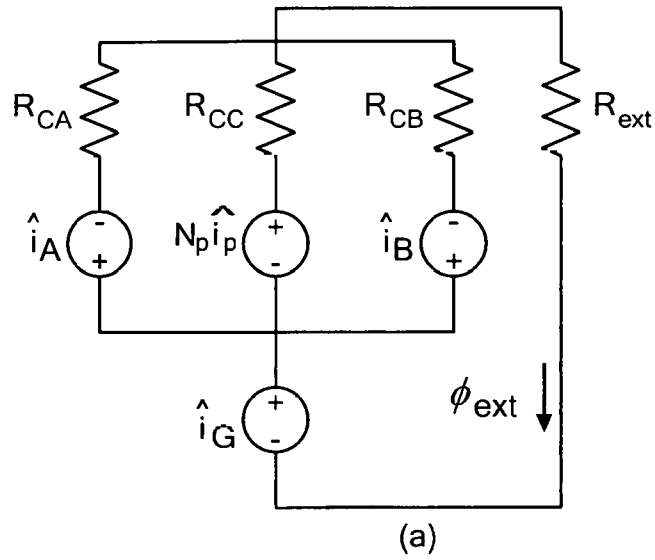 R_CA R_CC R_CB R_ext
- + -
î_A N_p î_p î_B
+ - +
+
î_G
-
ϕ_ext
(a)